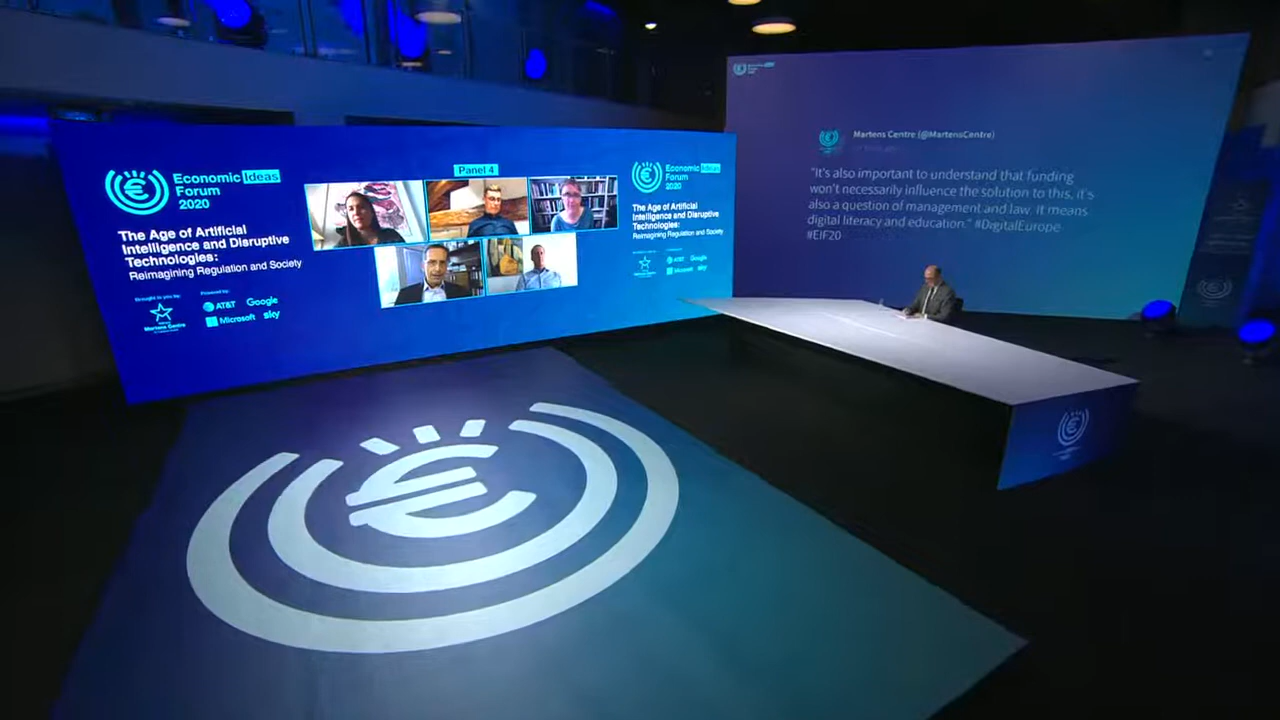 Economic Ideas
Forum
2020
The Age of Artificial
Intelligence and Disruptive
Technologies:
Reimagining Regulation and Society
Brought to you by:
Powered by:
Martens Centre
AT&T
Google
Microsoft
sky
Panel 4
Economic Ideas
Forum
2020
The Age of Artificial
Intelligence and Disruptive
Technologies:
Reimagining Regulation and Society
AT&T
Google
Microsoft
sky
Martens Centre (@MartensCentre)
"It's also important to understand that funding
won't necessarily influence the solution to this, it's
also a question of management and law. It means
digital literacy and education." #DigitalEurope
#EIF20